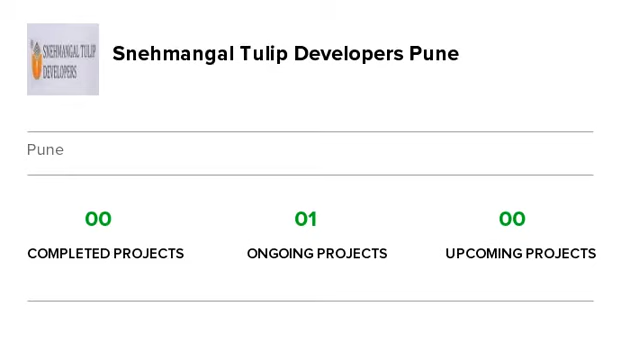 SNEHMANGAL TULIP
DEVELOPERS
Snehmangal Tulip Developers Pune
Pune
00 01 00
COMPLETED PROJECTS ONGOING PROJECTS UPCOMING PROJECTS